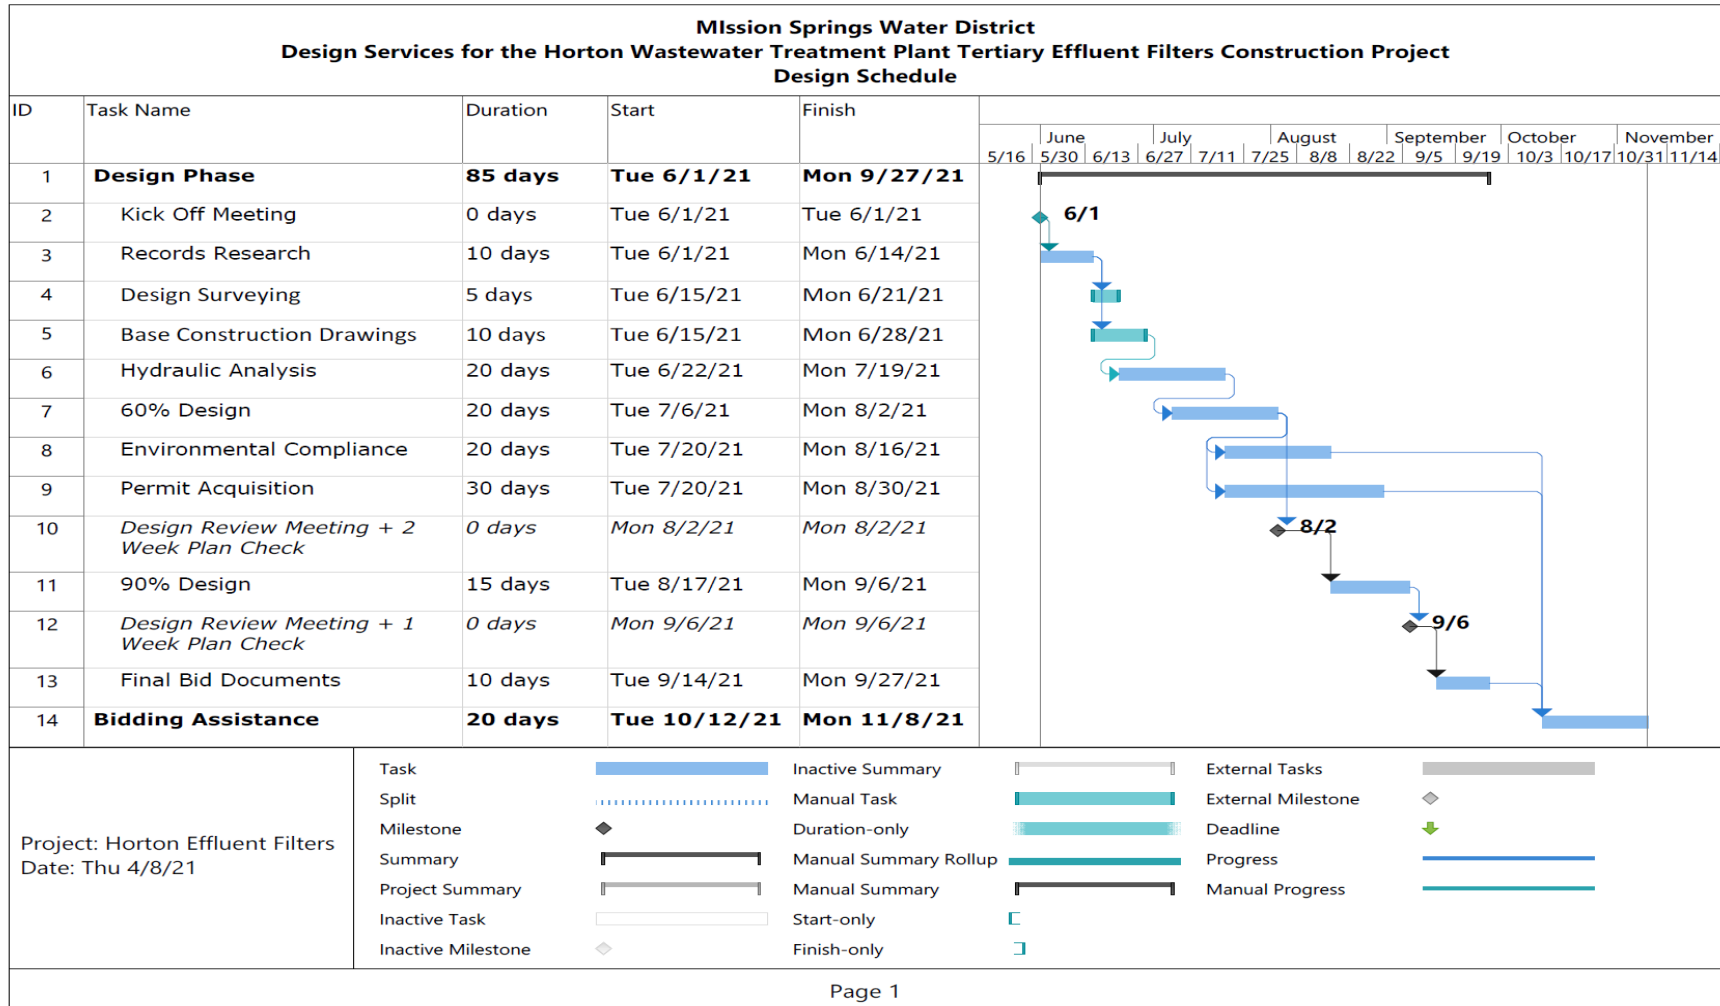 MIssion Springs Water District
Design Services for the Horton Wastewater Treatment Plant Tertiary Effluent Filters Construction Project
Design Schedule
ID Task Name Duration Start Finish
June July August September October November
5/16 5/30 6/13 6/27 7/11 7/25 8/8 8/22 9/5 9/19 10/3 10/17 10/31 11/14
1 Design Phase 85 days Tue 6/1/21 Mon 9/27/21
2 Kick Off Meeting 0 days Tue 6/1/21 Tue 6/1/21 6/1
3 Records Research 10 days Tue 6/1/21 Mon 6/14/21
4 Design Surveying 5 days Tue 6/15/21 Mon 6/21/21
5 Base Construction Drawings 10 days Tue 6/15/21 Mon 6/28/21
6 Hydraulic Analysis 20 days Tue 6/22/21 Mon 7/19/21
7 60% Design 20 days Tue 7/6/21 Mon 8/2/21
8 Environmental Compliance 20 days Tue 7/20/21 Mon 8/16/21
9 Permit Acquisition 30 days Tue 7/20/21 Mon 8/30/21
10 Design Review Meeting + 2 0 days Mon 8/2/21 Mon 8/2/21 8/2
Week Plan Check
11 90% Design 15 days Tue 8/17/21 Mon 9/6/21
12 Design Review Meeting + 1 0 days Mon 9/6/21 Mon 9/6/21 9/6
Week Plan Check
13 Final Bid Documents 10 days Tue 9/14/21 Mon 9/27/21
14 Bidding Assistance 20 days Tue 10/12/21 Mon 11/8/21
Project: Horton Effluent Filters
Date: Thu 4/8/21
Task
Split
Milestone
Summary
Project Summary
Inactive Task
Inactive Milestone
Inactive Summary
Manual Task
Duration-only
Manual Summary Rollup
Manual Summary
Start-only
Finish-only
External Tasks
External Milestone
Deadline
Progress
Manual Progress
Page 1